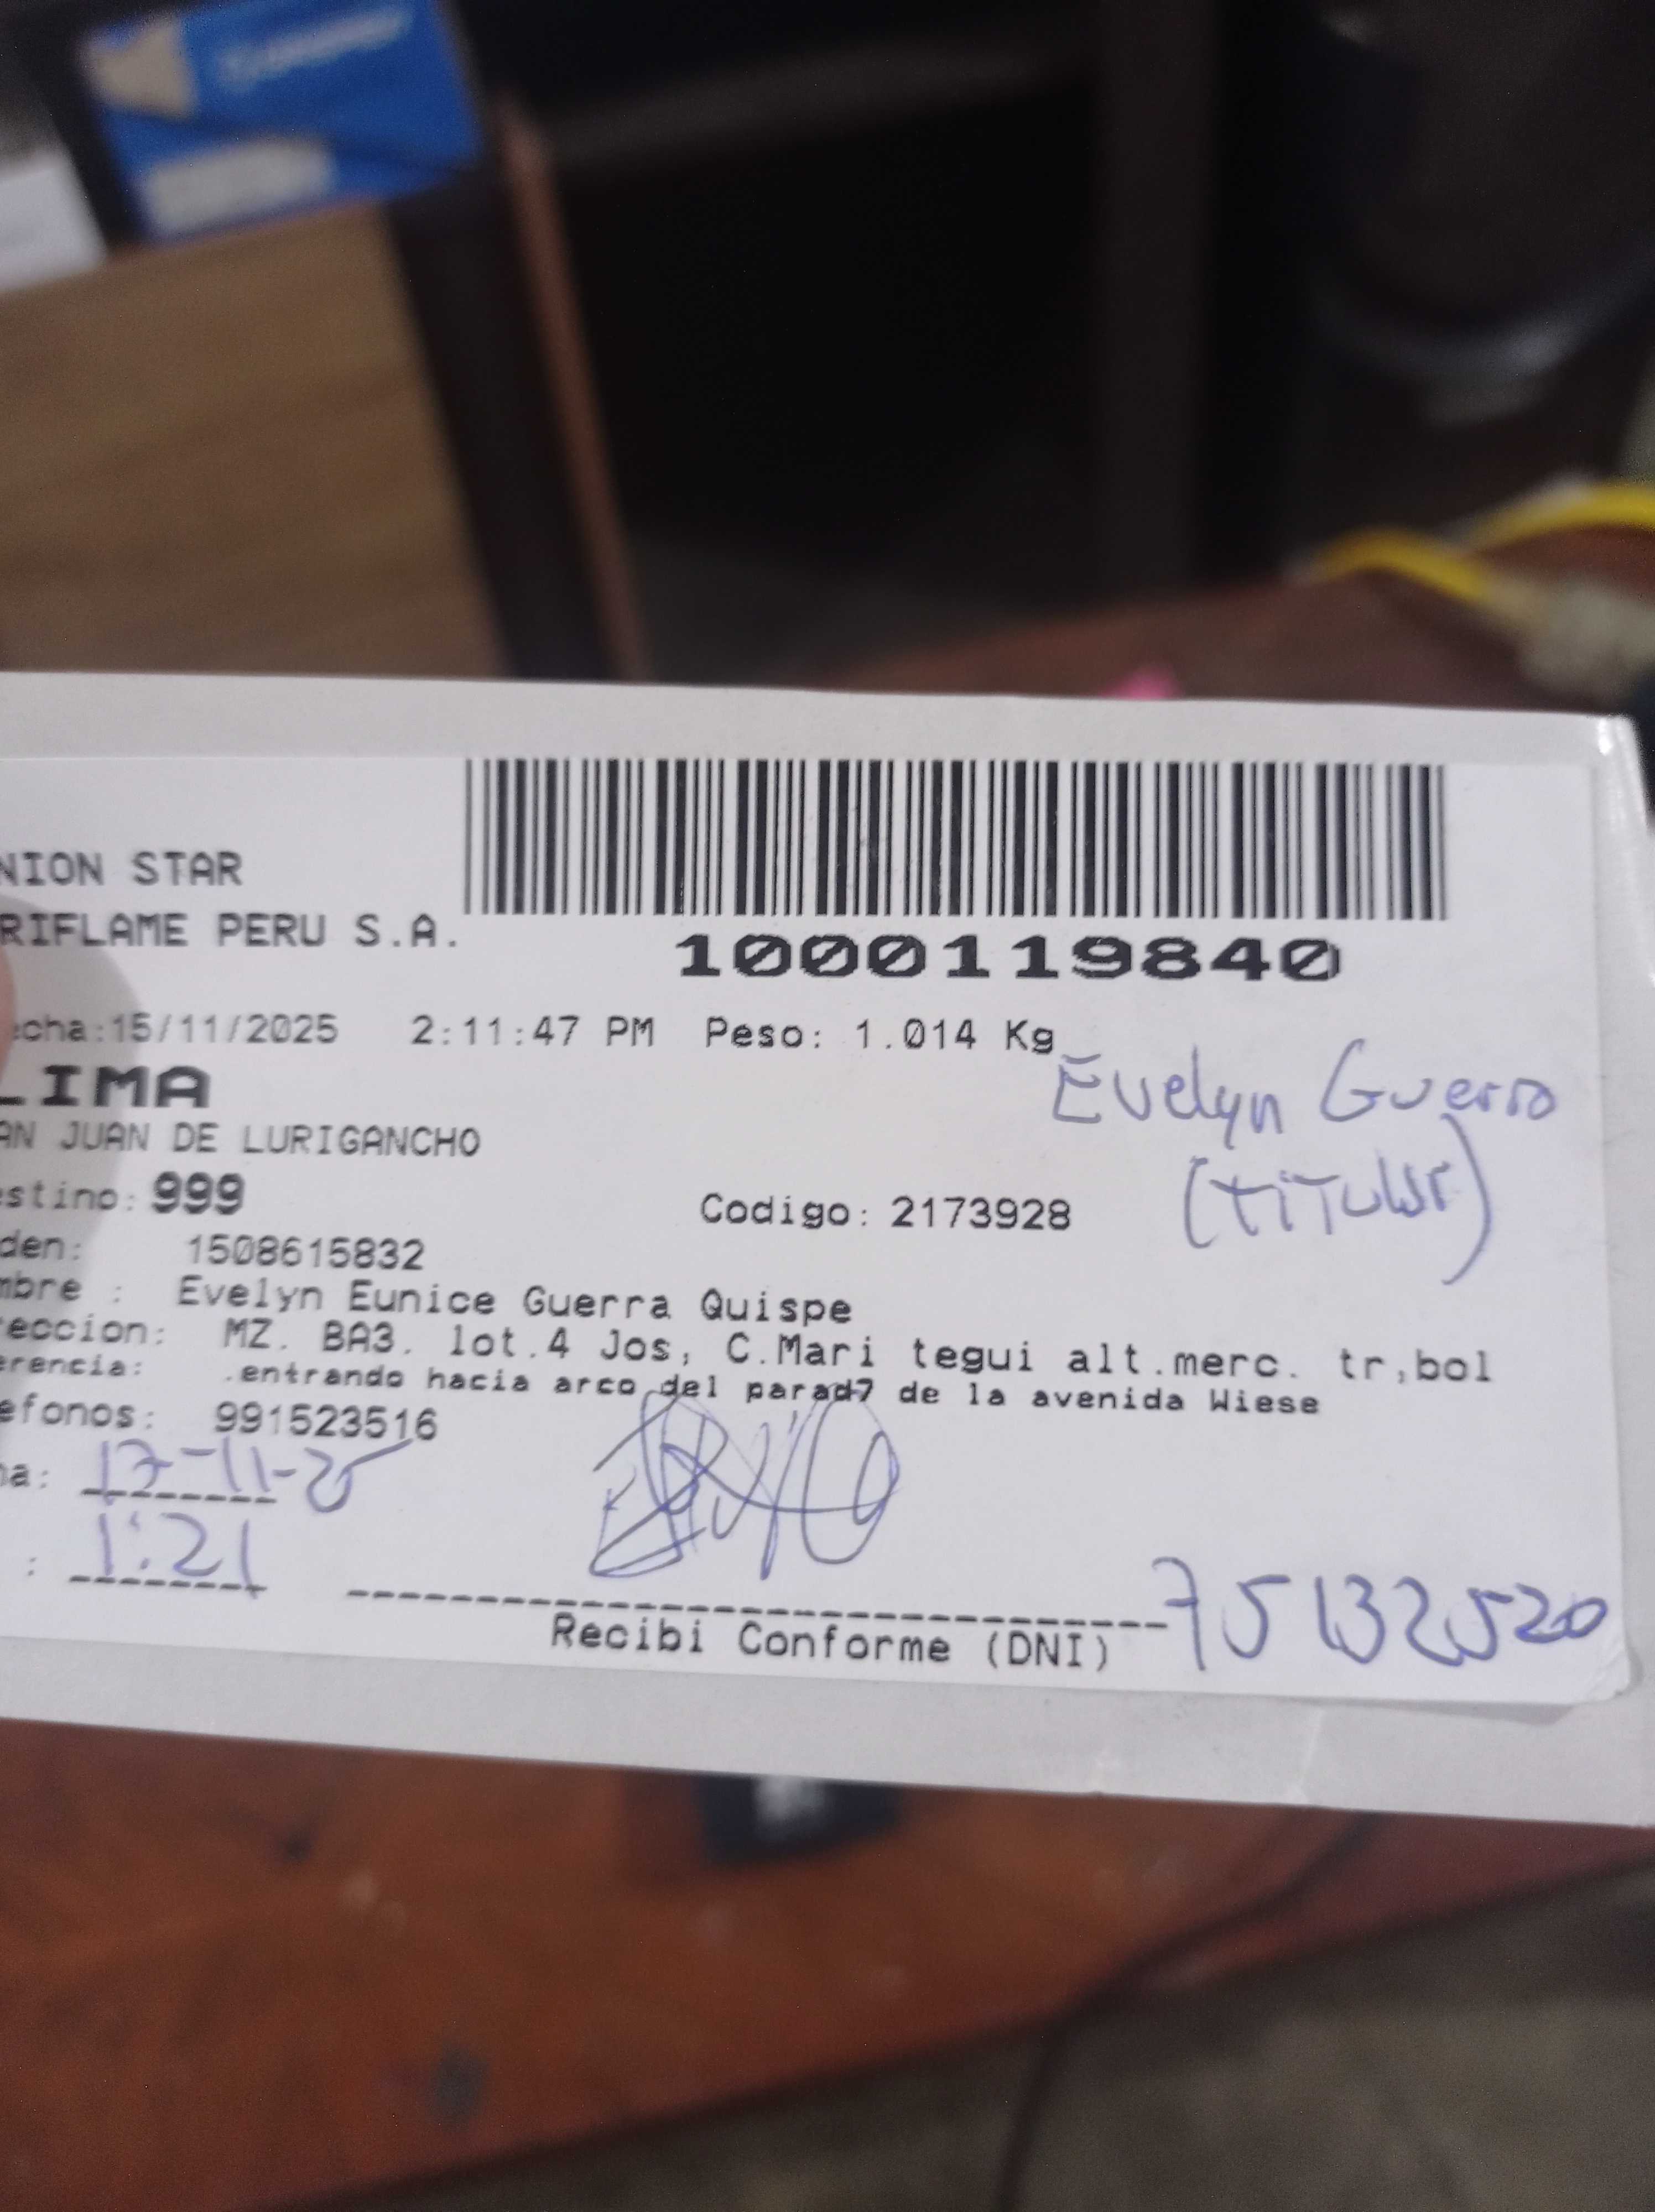 NION STAR
RIFLAME PERU S.A.
1000119840
echa:15/11/2025 2:11:47 PM Peso: 1.014 Kg
LIMA
AN JUAN DE LURIGANCHO
Evelyn Guerra
(tiTular)
stino: 999
Codigo: 2173928
den: 1508615832
mbre : Evelyn Eunice Guerra Quispe
eccion: MZ. BA3. lot.4 Jos, C.Mari tegui alt.merc. tr,bol
erencia: .entrando hacia arco del parad7 de la avenida Wiese
efonos: 991523516
a: 17-11-25
: 1:21
Recibi Conforme (DNI) 75132520